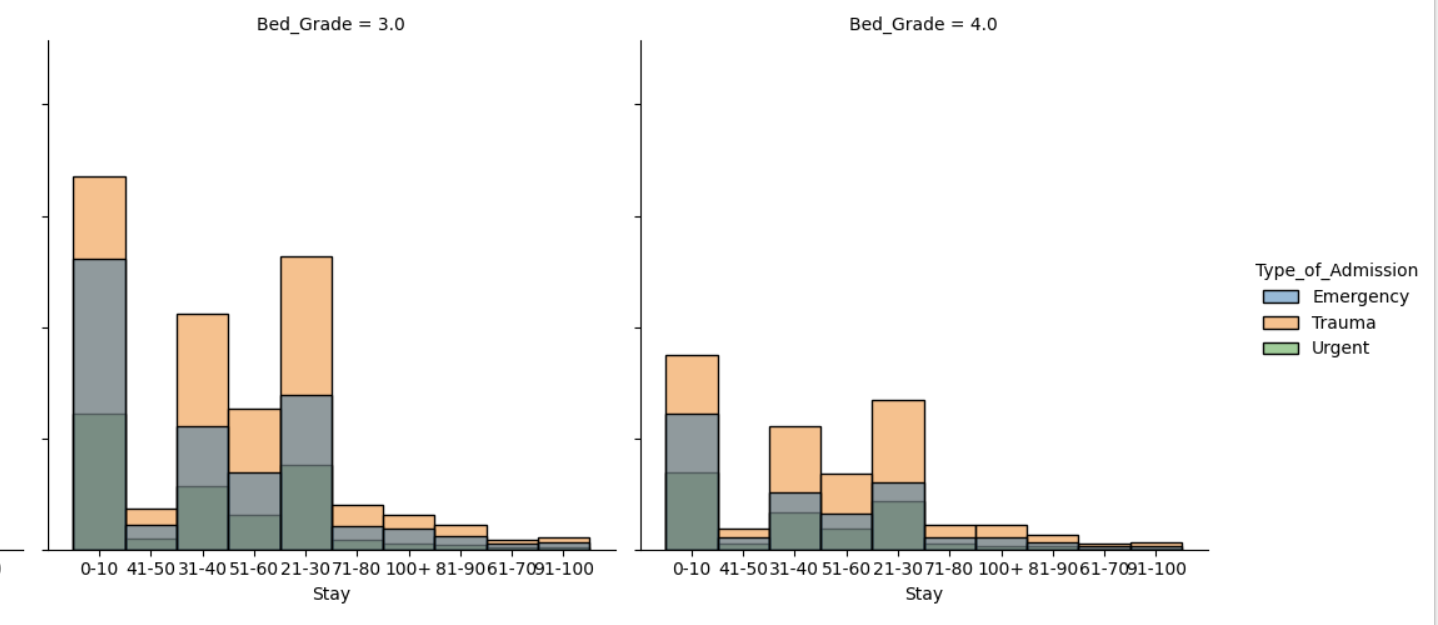 Bed_Grade = 3.0
0-10 41-50 31-40 51-60 21-30 71-80 100+ 81-90 61-70 91-100
Stay
Bed_Grade = 4.0
0-10 41-50 31-40 51-60 21-30 71-80 100+ 81-90 61-70 91-100
Stay
Type_of_Admission
Emergency
Trauma
Urgent